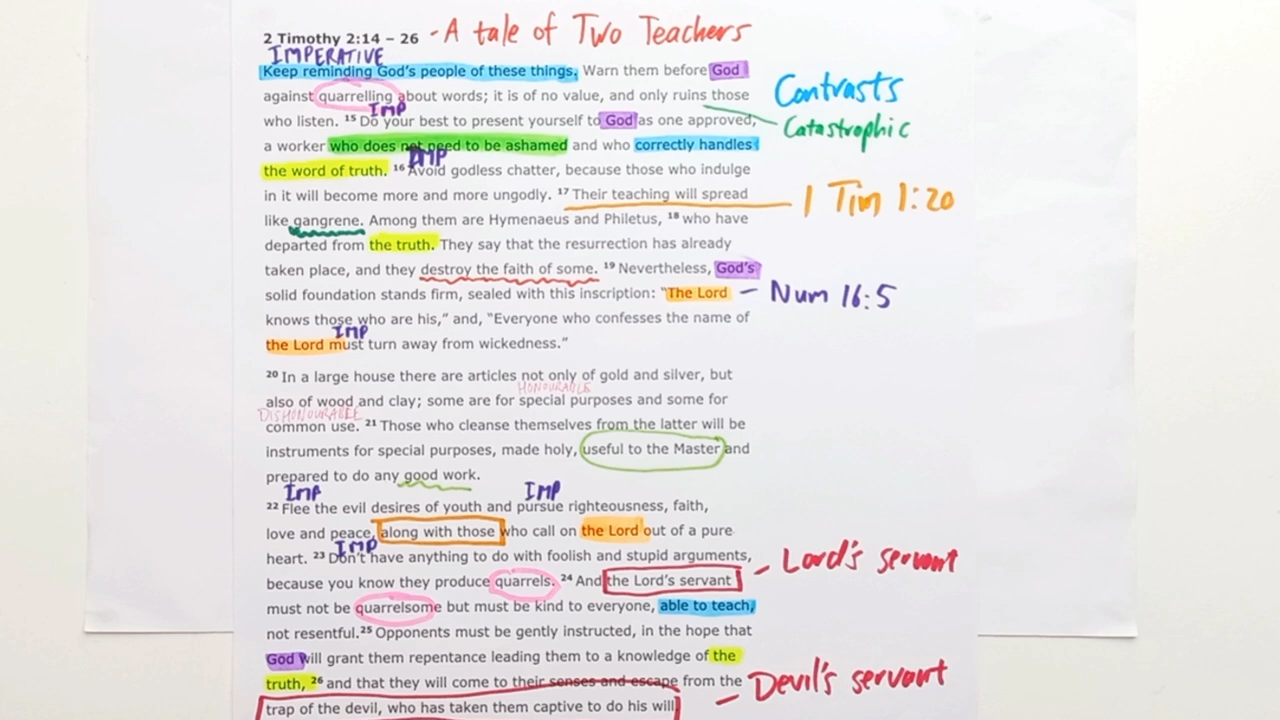 2 Timothy 2:14 – 26 - A tale of Two Teachers
IMPERATIVE
Keep reminding God's people of these things. Warn them before God
against quarrelling about words; it is of no value, and only ruins those
Contrasts
Imp
who listen. ¹⁵ Do your best to present yourself to God as one approved,
Catastrophic
a worker who does not need to be ashamed and who correctly handles
Imp
the word of truth. ¹⁶ Avoid godless chatter, because those who indulge
in it will become more and more ungodly. ¹⁷ Their teaching will spread
1 Tim 1:20
like gangrene. Among them are Hymenaeus and Philetus, ¹⁸ who have
departed from the truth. They say that the resurrection has already
taken place, and they destroy the faith of some. ¹⁹ Nevertheless, God's
solid foundation stands firm, sealed with this inscription: "The Lord - Num 16:5
knows those who are his," and, "Everyone who confesses the name of
Imp
the Lord must turn away from wickedness."
²⁰ In a large house there are articles not only of gold and silver, but
HONOURABLE
also of wood and clay; some are for special purposes and some for
DISHONOURABLE
common use. ²¹ Those who cleanse themselves from the latter will be
instruments for special purposes, made holy, useful to the Master and
prepared to do any good work.
Imp Imp
²² Flee the evil desires of youth and pursue righteousness, faith,
love and peace, along with those who call on the Lord out of a pure
Imp
heart. ²³ Don't have anything to do with foolish and stupid arguments,
because you know they produce quarrels. ²⁴ And the Lord's servant - Lord's servant
must not be quarrelsome but must be kind to everyone, able to teach,
not resentful. ²⁵ Opponents must be gently instructed, in the hope that
God will grant them repentance leading them to a knowledge of the
truth, ²⁶ and that they will come to their senses and escape from the
- Devil's servant
trap of the devil, who has taken them captive to do his will